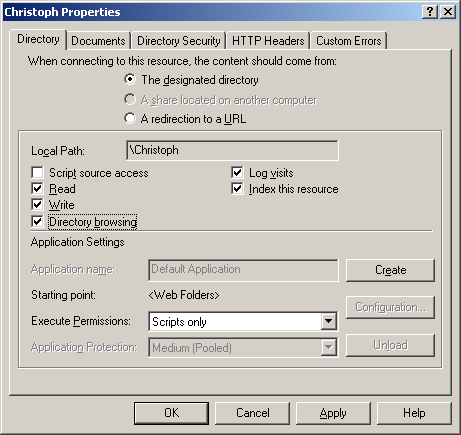 Christoph Properties
Directory Documents Directory Security HTTP Headers Custom Errors
When connecting to this resource, the content should come from:
The designated directory
A share located on another computer
A redirection to a URL
Local Path: \Christoph
Script source access Log visits
Read Index this resource
Write
Directory browsing
Application Settings
Application name: Default Application Create
Starting point: <Web Folders> Configuration...
Execute Permissions: Scripts only
Application Protection: Medium (Pooled) Unload
OK Cancel Apply Help